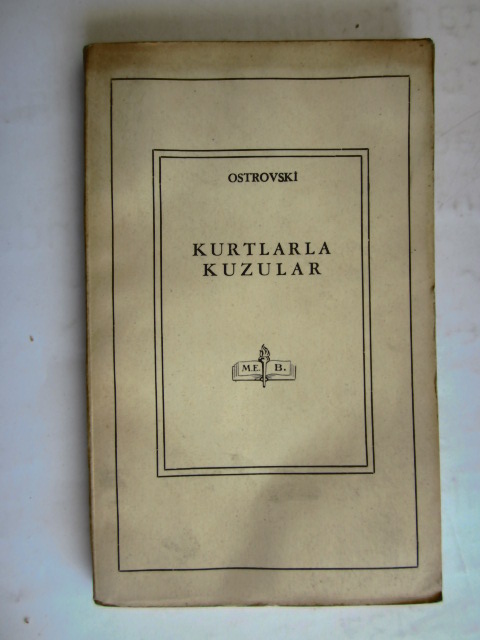 OSTROVSKİ
KURTLARLA
KUZULAR
M.E. B.